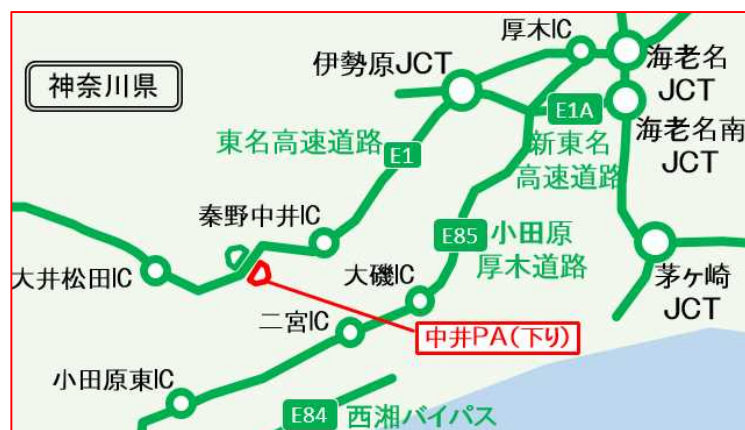 神奈川県
厚木IC
伊勢原JCT
海老名
JCT
E1A
東名高速道路
E1
新東名
高速道路
海老名南
JCT
秦野中井IC
E85
小田原
厚木道路
大井松田IC
大磯IC
茅ヶ崎
JCT
二宮IC
中井PA(下り)
小田原東IC
E84
西湘バイパス